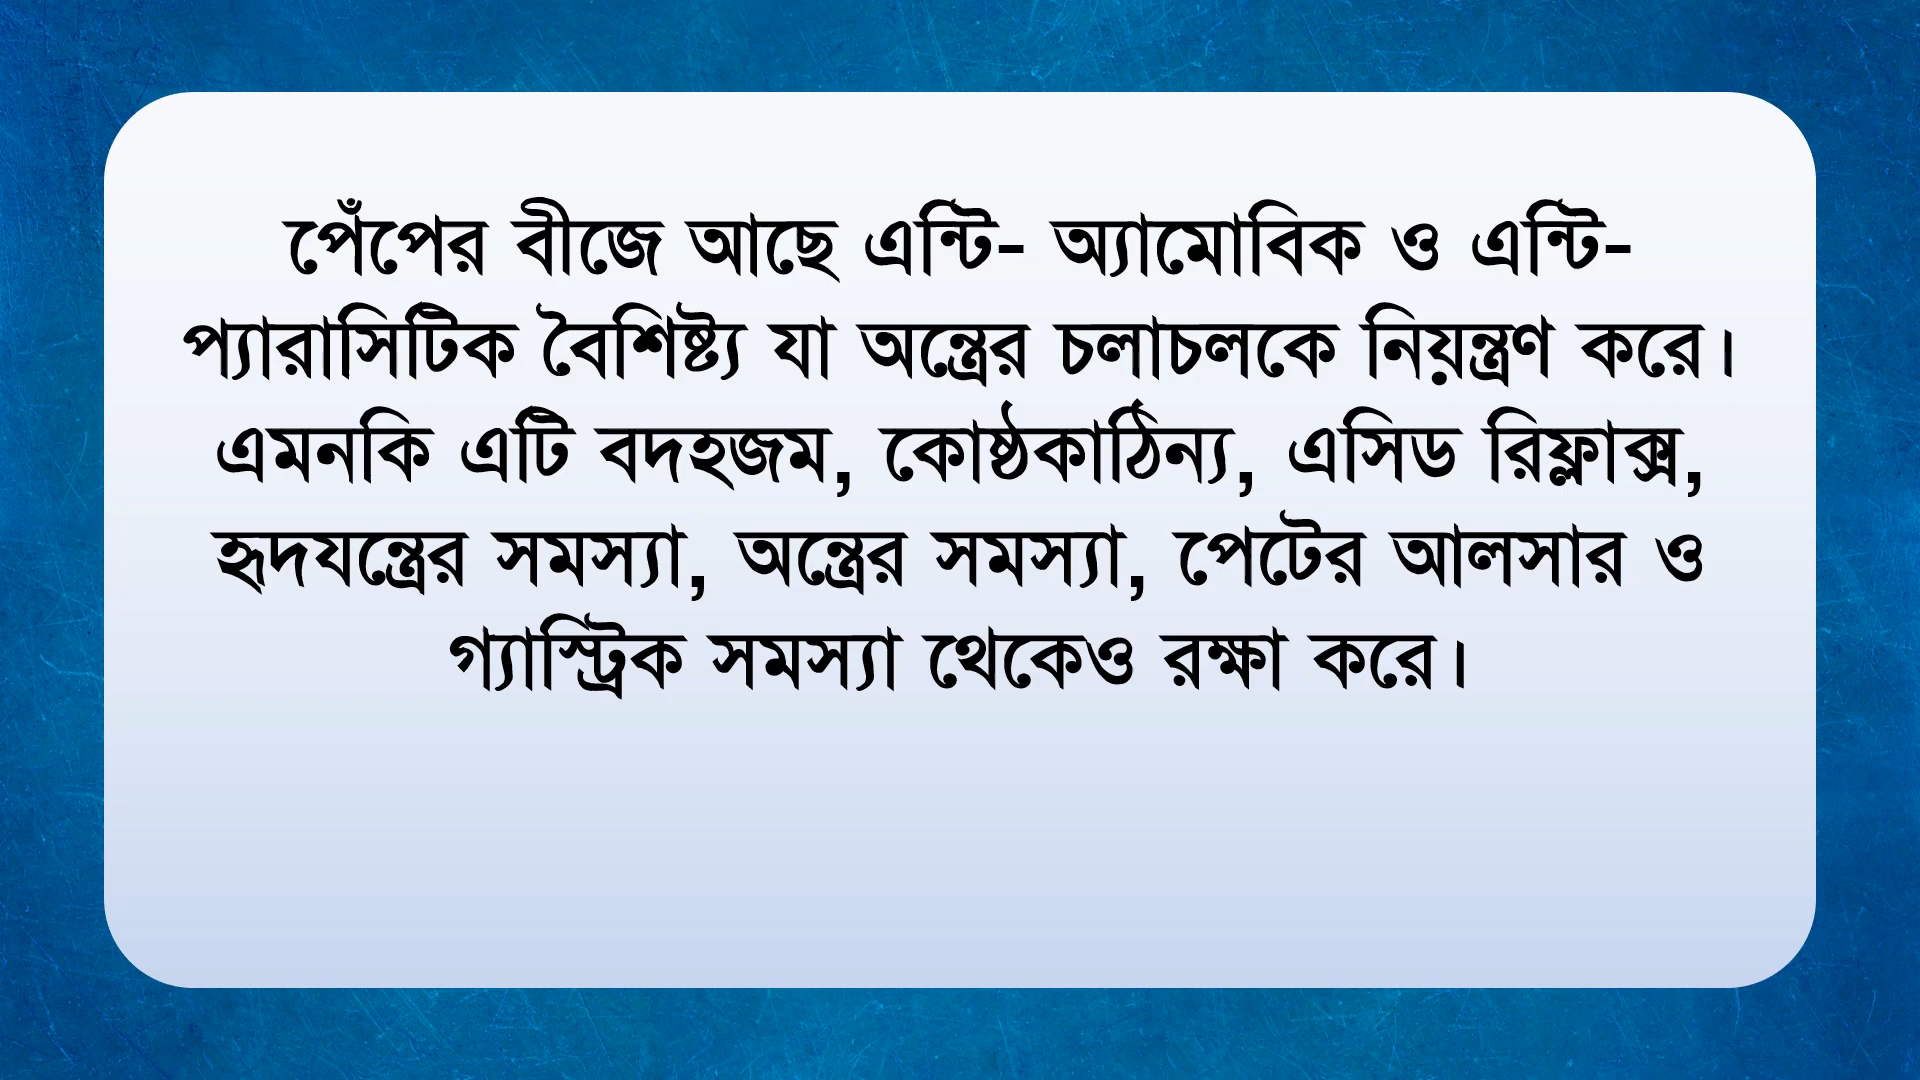 পেঁপের বীজে আছে এন্টি- অ্যামোবিক ও এন্টি-
প্যারাসিটিক বৈশিষ্ট্য যা অন্ত্রের চলাচলকে নিয়ন্ত্রণ করে।
এমনকি এটি বদহজম, কোষ্ঠকাঠিন্য, এসিড রিফ্লাক্স,
হৃদযন্ত্রের সমস্যা, অন্ত্রের সমস্যা, পেটের আলসার ও
গ্যাস্ট্রিক সমস্যা থেকেও রক্ষা করে।